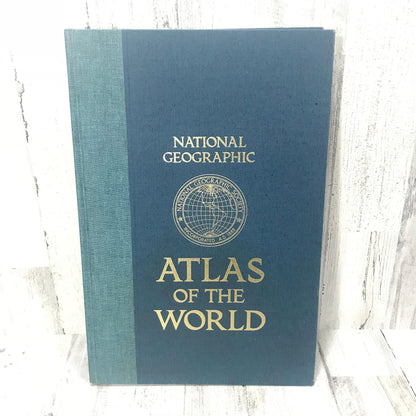 NATIONAL
GEOGRAPHIC
NATIONAL GEOGRAPHIC SOCIETY
INCORPORATED A.D. 1888
ATLAS
OF THE
WORLD